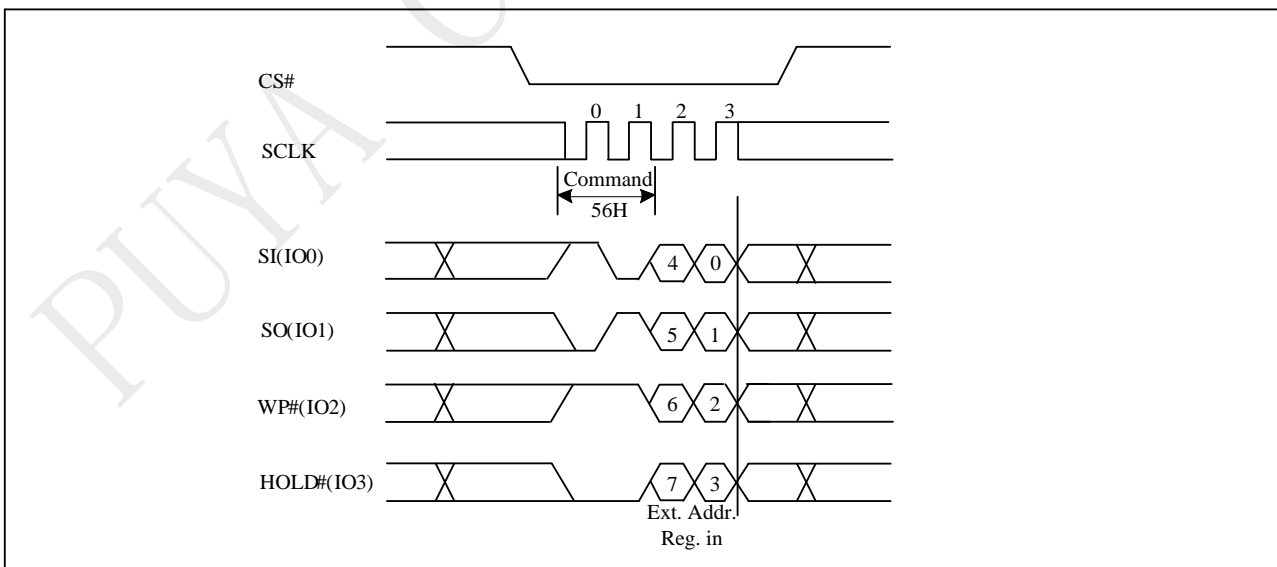 PUYA
CS#
0 1 2 3
SCLK
Command
56H
SI(IO0)
4 0
SO(IO1)
5 1
WP#(IO2)
6 2
HOLD#(IO3)
7 3
Ext. Addr.
Reg. in